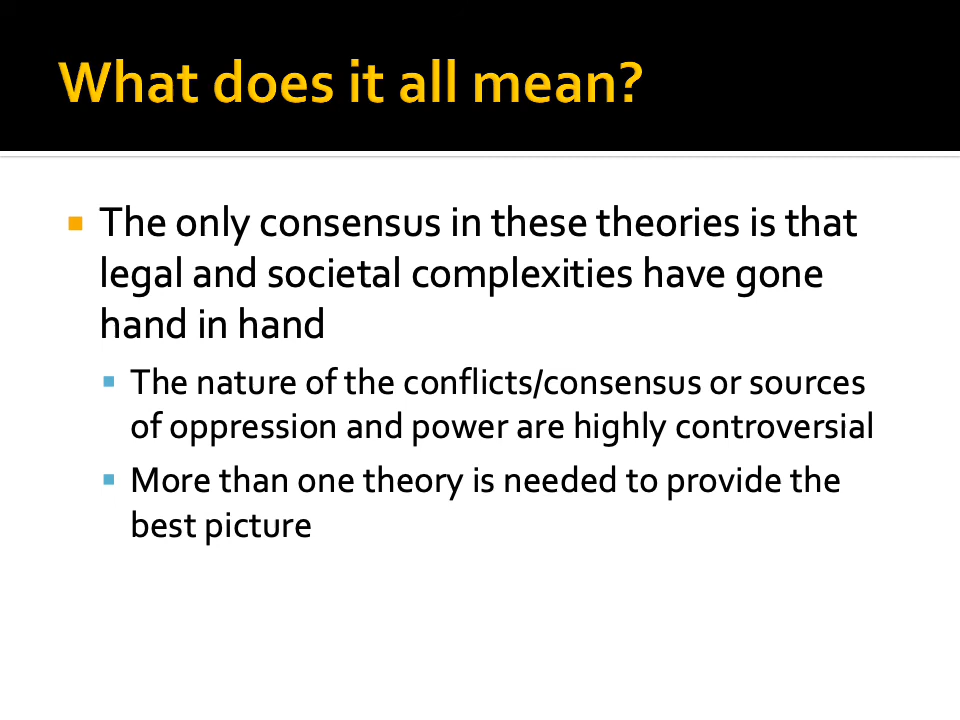 What does it all mean?
The only consensus in these theories is that
legal and societal complexities have gone
hand in hand
The nature of the conflicts/consensus or sources
of oppression and power are highly controversial
More than one theory is needed to provide the
best picture